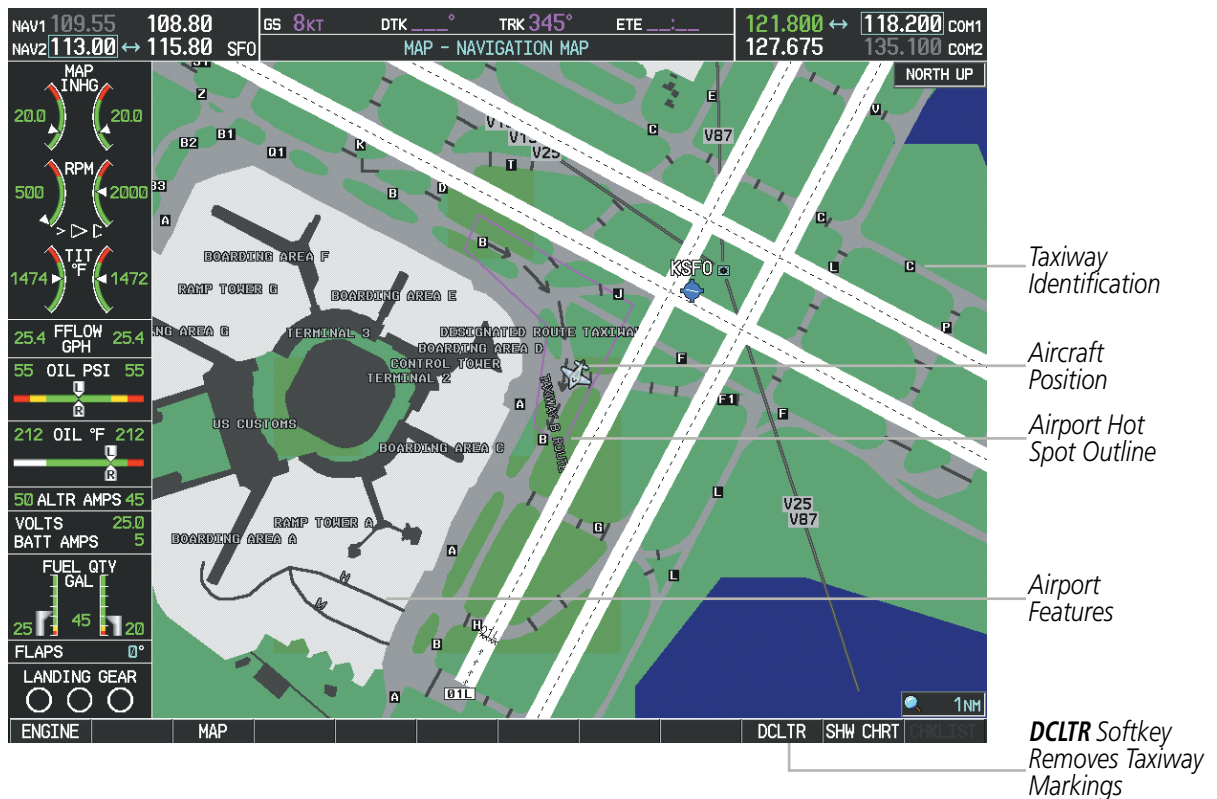 NAV1 109.55 108.80
NAV2 113.00 ↔ 115.80 SFO
GS 8KT DTK ___° TRK 345° ETE __:__
MAP - NAVIGATION MAP
121.800 ↔ 118.200 COM1
127.675 135.100 COM2
NORTH UP
MAP
INHG
20.0 20.0
RPM
500 2000
TIT
°F
1474 1472
25.4 FFLOW 25.4
GPH
55 OIL PSI 55
L
R
212 OIL °F 212
L
R
50 ALTR AMPS 45
VOLTS 25.0
BATT AMPS 5
FUEL QTY
GAL
25 45 20
FLAPS 0°
LANDING GEAR
Z
E
V
B2
B1
Q1
K
C
V87
V25
T
B
D
A
C
B
L
C
KSFO
J
P
BOARDING AREA F
RAMP TOWER G
BOARDING AREA E
TERMINAL 3
DESIGNATED ROUTE TAXIWAY
BOARDING AREA D
CONTROL TOWER
TERMINAL 2
F
TAXIWAY B ROUTE
A
F1
F
US CUSTOMS
B
BOARDING AREA C
L
V25
V87
RAMP TOWER A
G
BOARDING AREA A
A
L
H
B
A
01L
1NM
ENGINE MAP DCLTR SHW CHRT CHKLIST
Taxiway
Identification
Aircraft
Position
Airport Hot
Spot Outline
Airport
Features
DCLTR Softkey
Removes Taxiway
Markings